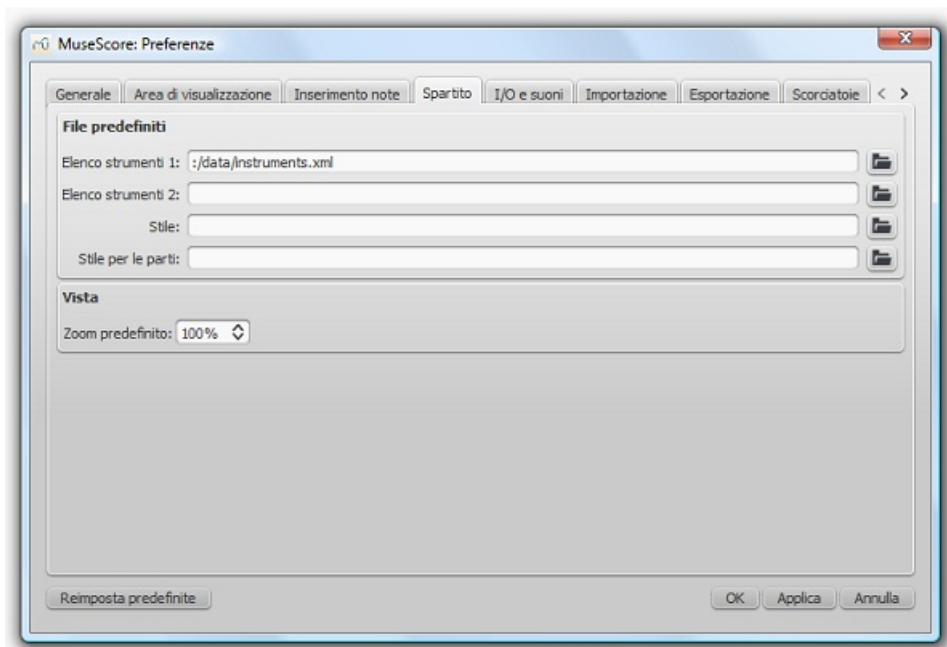 MuseScore: Preferenze
Generale Area di visualizzazione Inserimento note Spartito I/O e suoni Importazione Esportazione Scorciatoie
File predefiniti
Elenco strumenti 1: :/data/instruments.xml
Elenco strumenti 2:
Stile:
Stile per le parti:
Vista
Zoom predefinito: 100%
Reimposta predefinite OK Applica Annulla